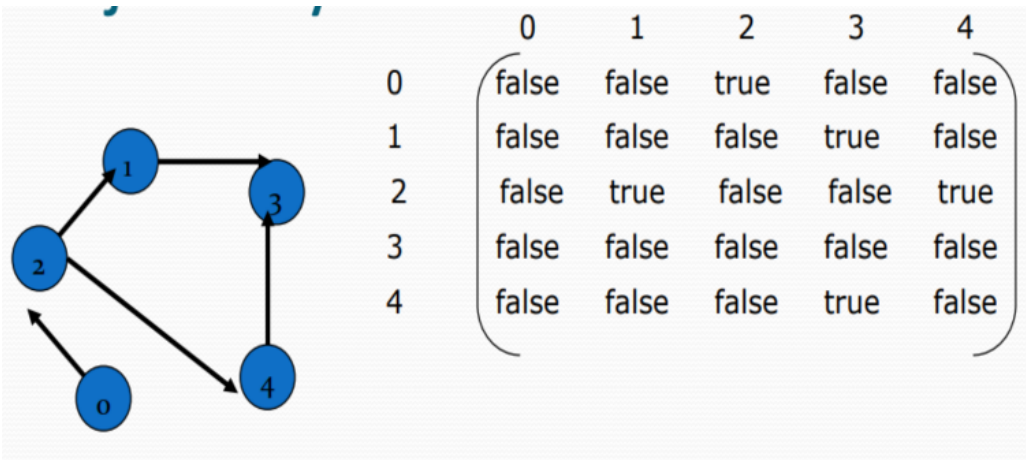 0 1 2 3 4
0 false false true false false
1 false false false true false
2 false true false false true
3 false false false false false
4 false false false true false
1
3
2
4
0